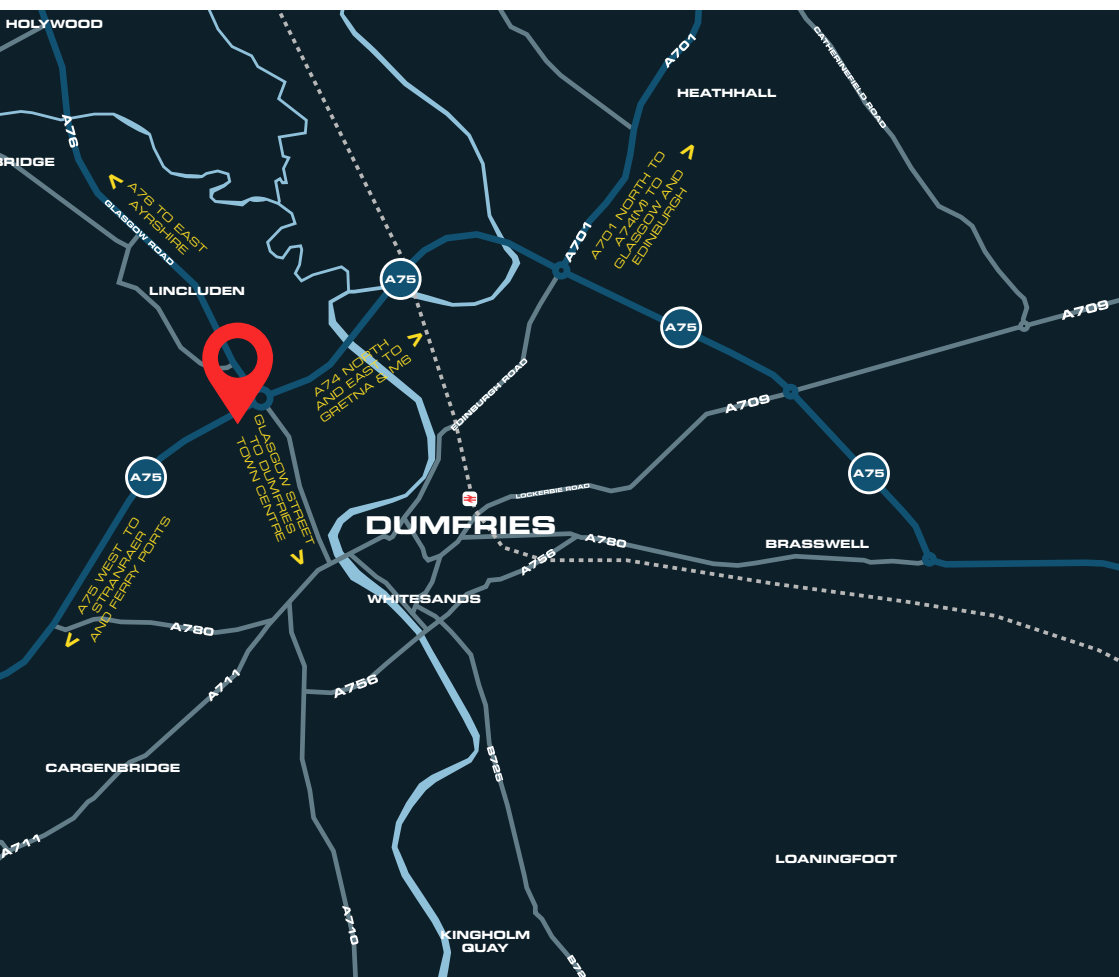 HOLYWOOD
A701
CATHERINEFIELD ROAD
HEATHHALL
A76
BRIDGE
A76 TO EAST
AYRSHIRE
GLASGOW ROAD
A701 NORTH TO
A74(M) TO
GLASGOW AND
EDINBURGH
A701
LINCLUDEN
A75
A75
A709
A74 NORTH
AND EAST TO
GRETNA & M6
EDINBURGH ROAD
A709
GLASGOW STREET
TO DUMFRIES
TOWN CENTRE
A75
A75
LOCKERBIE ROAD
DUMFRIES
A780
BRASSWELL
A75 WEST TO
STRANRAER
AND FERRY PORTS
A756
WHITESANDS
A780
A711
A756
CARGENBRIDGE
B725
A711
LOANINGFOOT
A710
KINGHOLM
QUAY
B72